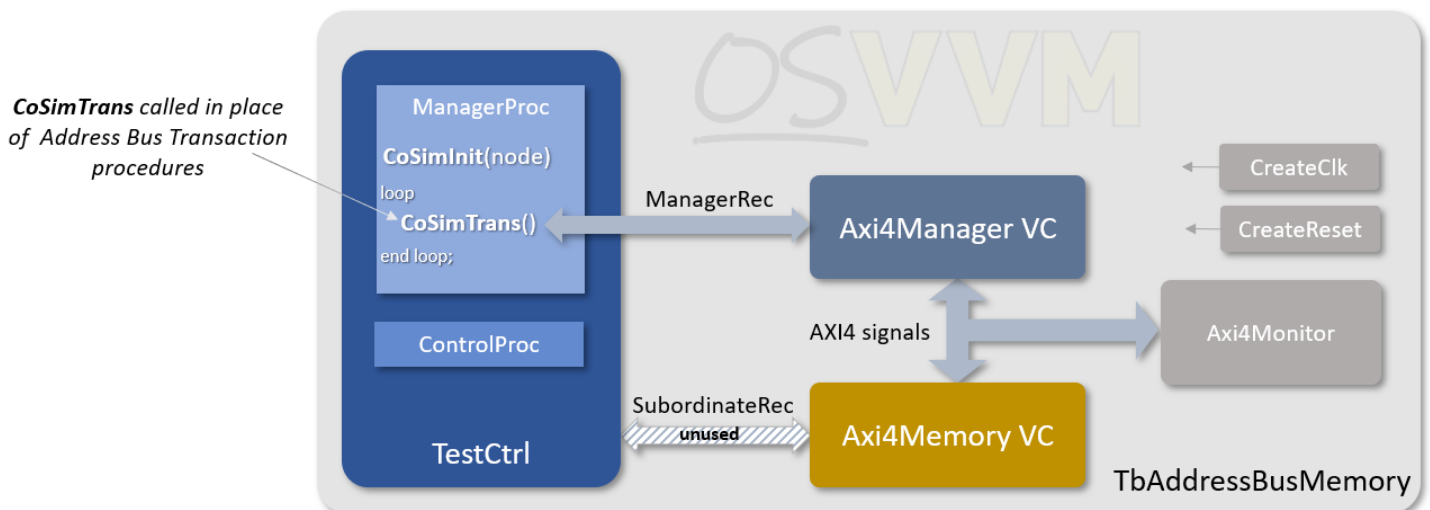 OSVVM
CoSimTrans called in place
of Address Bus Transaction
procedures
ManagerProc
CoSimInit(node)
loop
CoSimTrans()
end loop;
ControlProc
TestCtrl
ManagerRec
SubordinateRec
unused
Axi4Manager VC
AXI4 signals
Axi4Memory VC
CreateClk
CreateReset
Axi4Monitor
TbAddressBusMemory